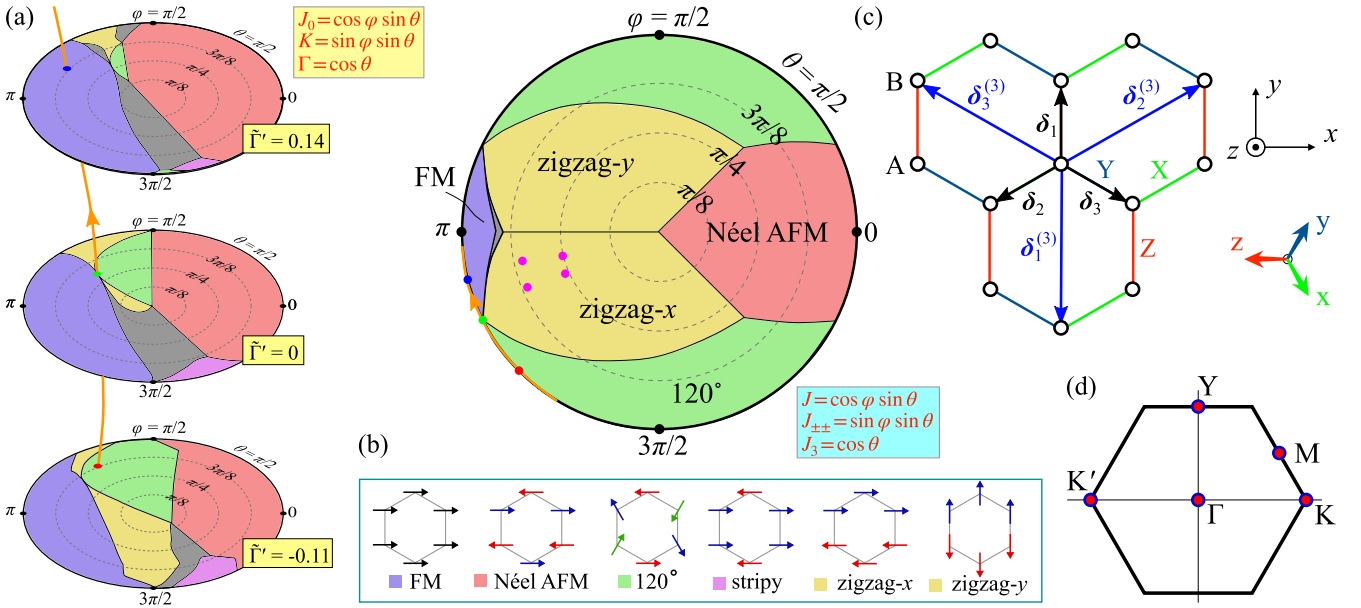 (a)
J₀ = cos φ sin θ
K = sin φ sin θ
Γ = cos θ
θ = π/2
3π/8
π/4
π/8
π
0
Γ̃′ = 0.14
3π/2
φ = π/2
θ = π/2
3π/8
π/4
π/8
π
0
Γ̃′ = 0
3π/2
φ = π/2
θ = π/2
3π/8
π/4
π/8
π
0
Γ̃′ = -0.11
3π/2
φ = π/2
θ = π/2
3π/8
π/4
π/8
zigzag-y
FM
π
Néel AFM
0
zigzag-x
120°
3π/2
J = cos φ sin θ
J±± = sin φ sin θ
J₃ = cos θ
(b)
FM
Néel AFM
120°
stripy
zigzag-x
zigzag-y
(c)
B
δ₃⁽³⁾
δ₂⁽³⁾
δ₁
A
Y
X
δ₂
δ₃
δ₁⁽³⁾
Z
y
z
x
y
z
x
(d)
Y
M
K′
Γ
K